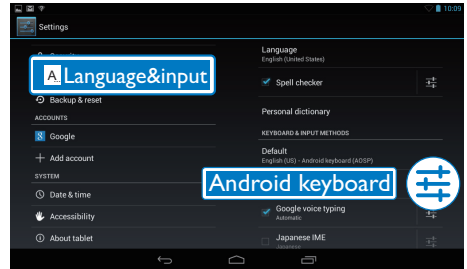 10:09
Settings
A Language&input
Backup & reset
ACCOUNTS
8 Google
Add account
SYSTEM
Date & time
Accessibility
About tablet
Language
English (United States)
Spell checker
Personal dictionary
KEYBOARD & INPUT METHODS
Default
English (US) - Android keyboard (AOSP)
Android keyboard
Google voice typing
Automatic
Japanese IME
Japanese